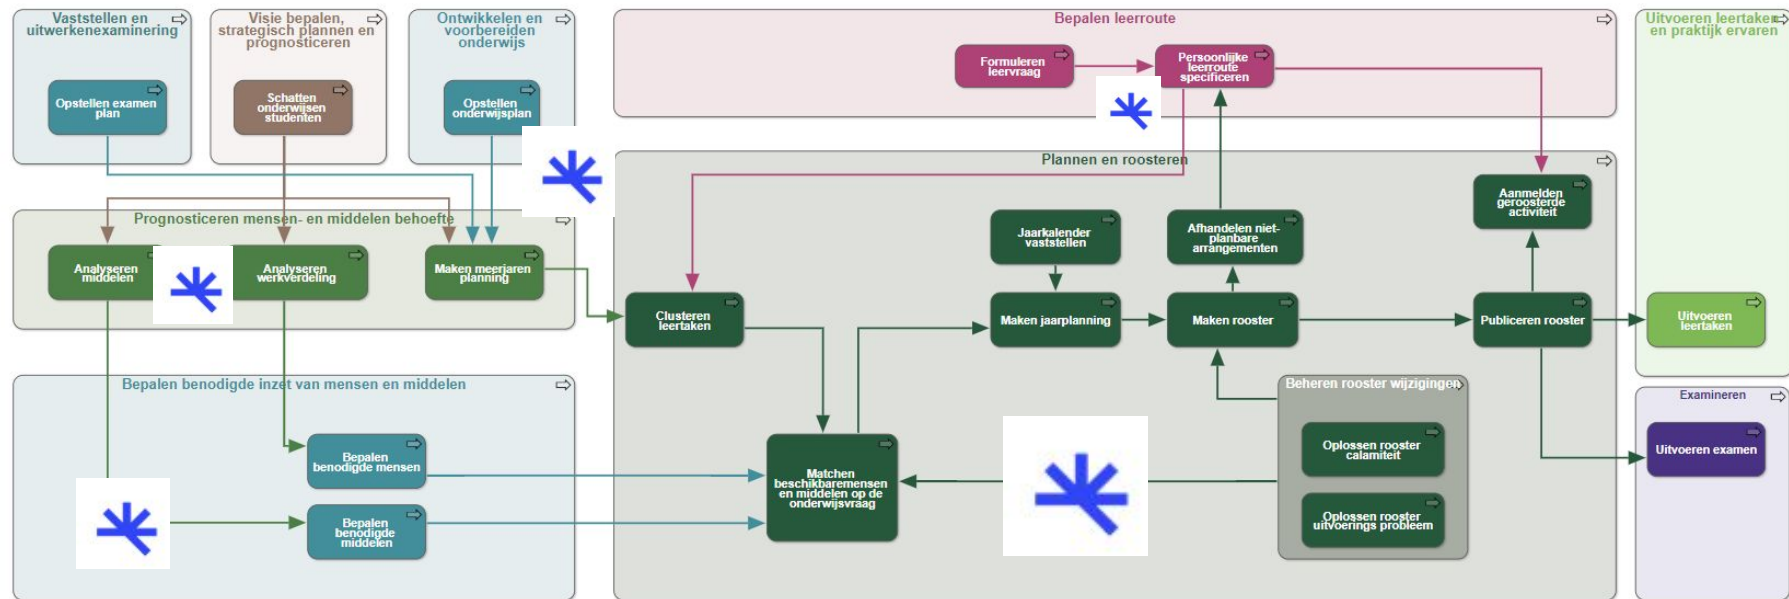 Vaststellen en
uitwerkenexaminering
Opstellen examen
plan
Visie bepalen,
strategisch plannen en
prognosticeren
Schatten
onderwijsen
studenten
Ontwikkelen en
voorbereiden
onderwijs
Opstellen
onderwijsplan
Bepalen leerroute
Formuleren
leervraag
Persoonlijke
leerroute
specificeren
Uitvoeren leertaken
en praktijk ervaren
Uitvoeren
leertaken
Prognosticeren mensen- en middelen behoefte
Analyseren
middelen
Analyseren
werkverdeling
Maken meerjaren
planning
Plannen en roosteren
Aanmelden
geroosterde
activiteit
Jaarkalender
vaststellen
Afhandelen niet-
planbare
arrangementen
Clusteren
leertaken
Maken jaarplanning
Maken rooster
Publiceren rooster
Bepalen benodigde inzet van mensen en middelen
Bepalen
benodigde mensen
Bepalen
benodigde
middelen
Matchen
beschikbaremensen
en middelen op de
onderwijsvraag
Beheren rooster wijzigingen
Oplossen rooster
calamiteit
Oplossen rooster
uitvoerings probleem
Examineren
Uitvoeren examen